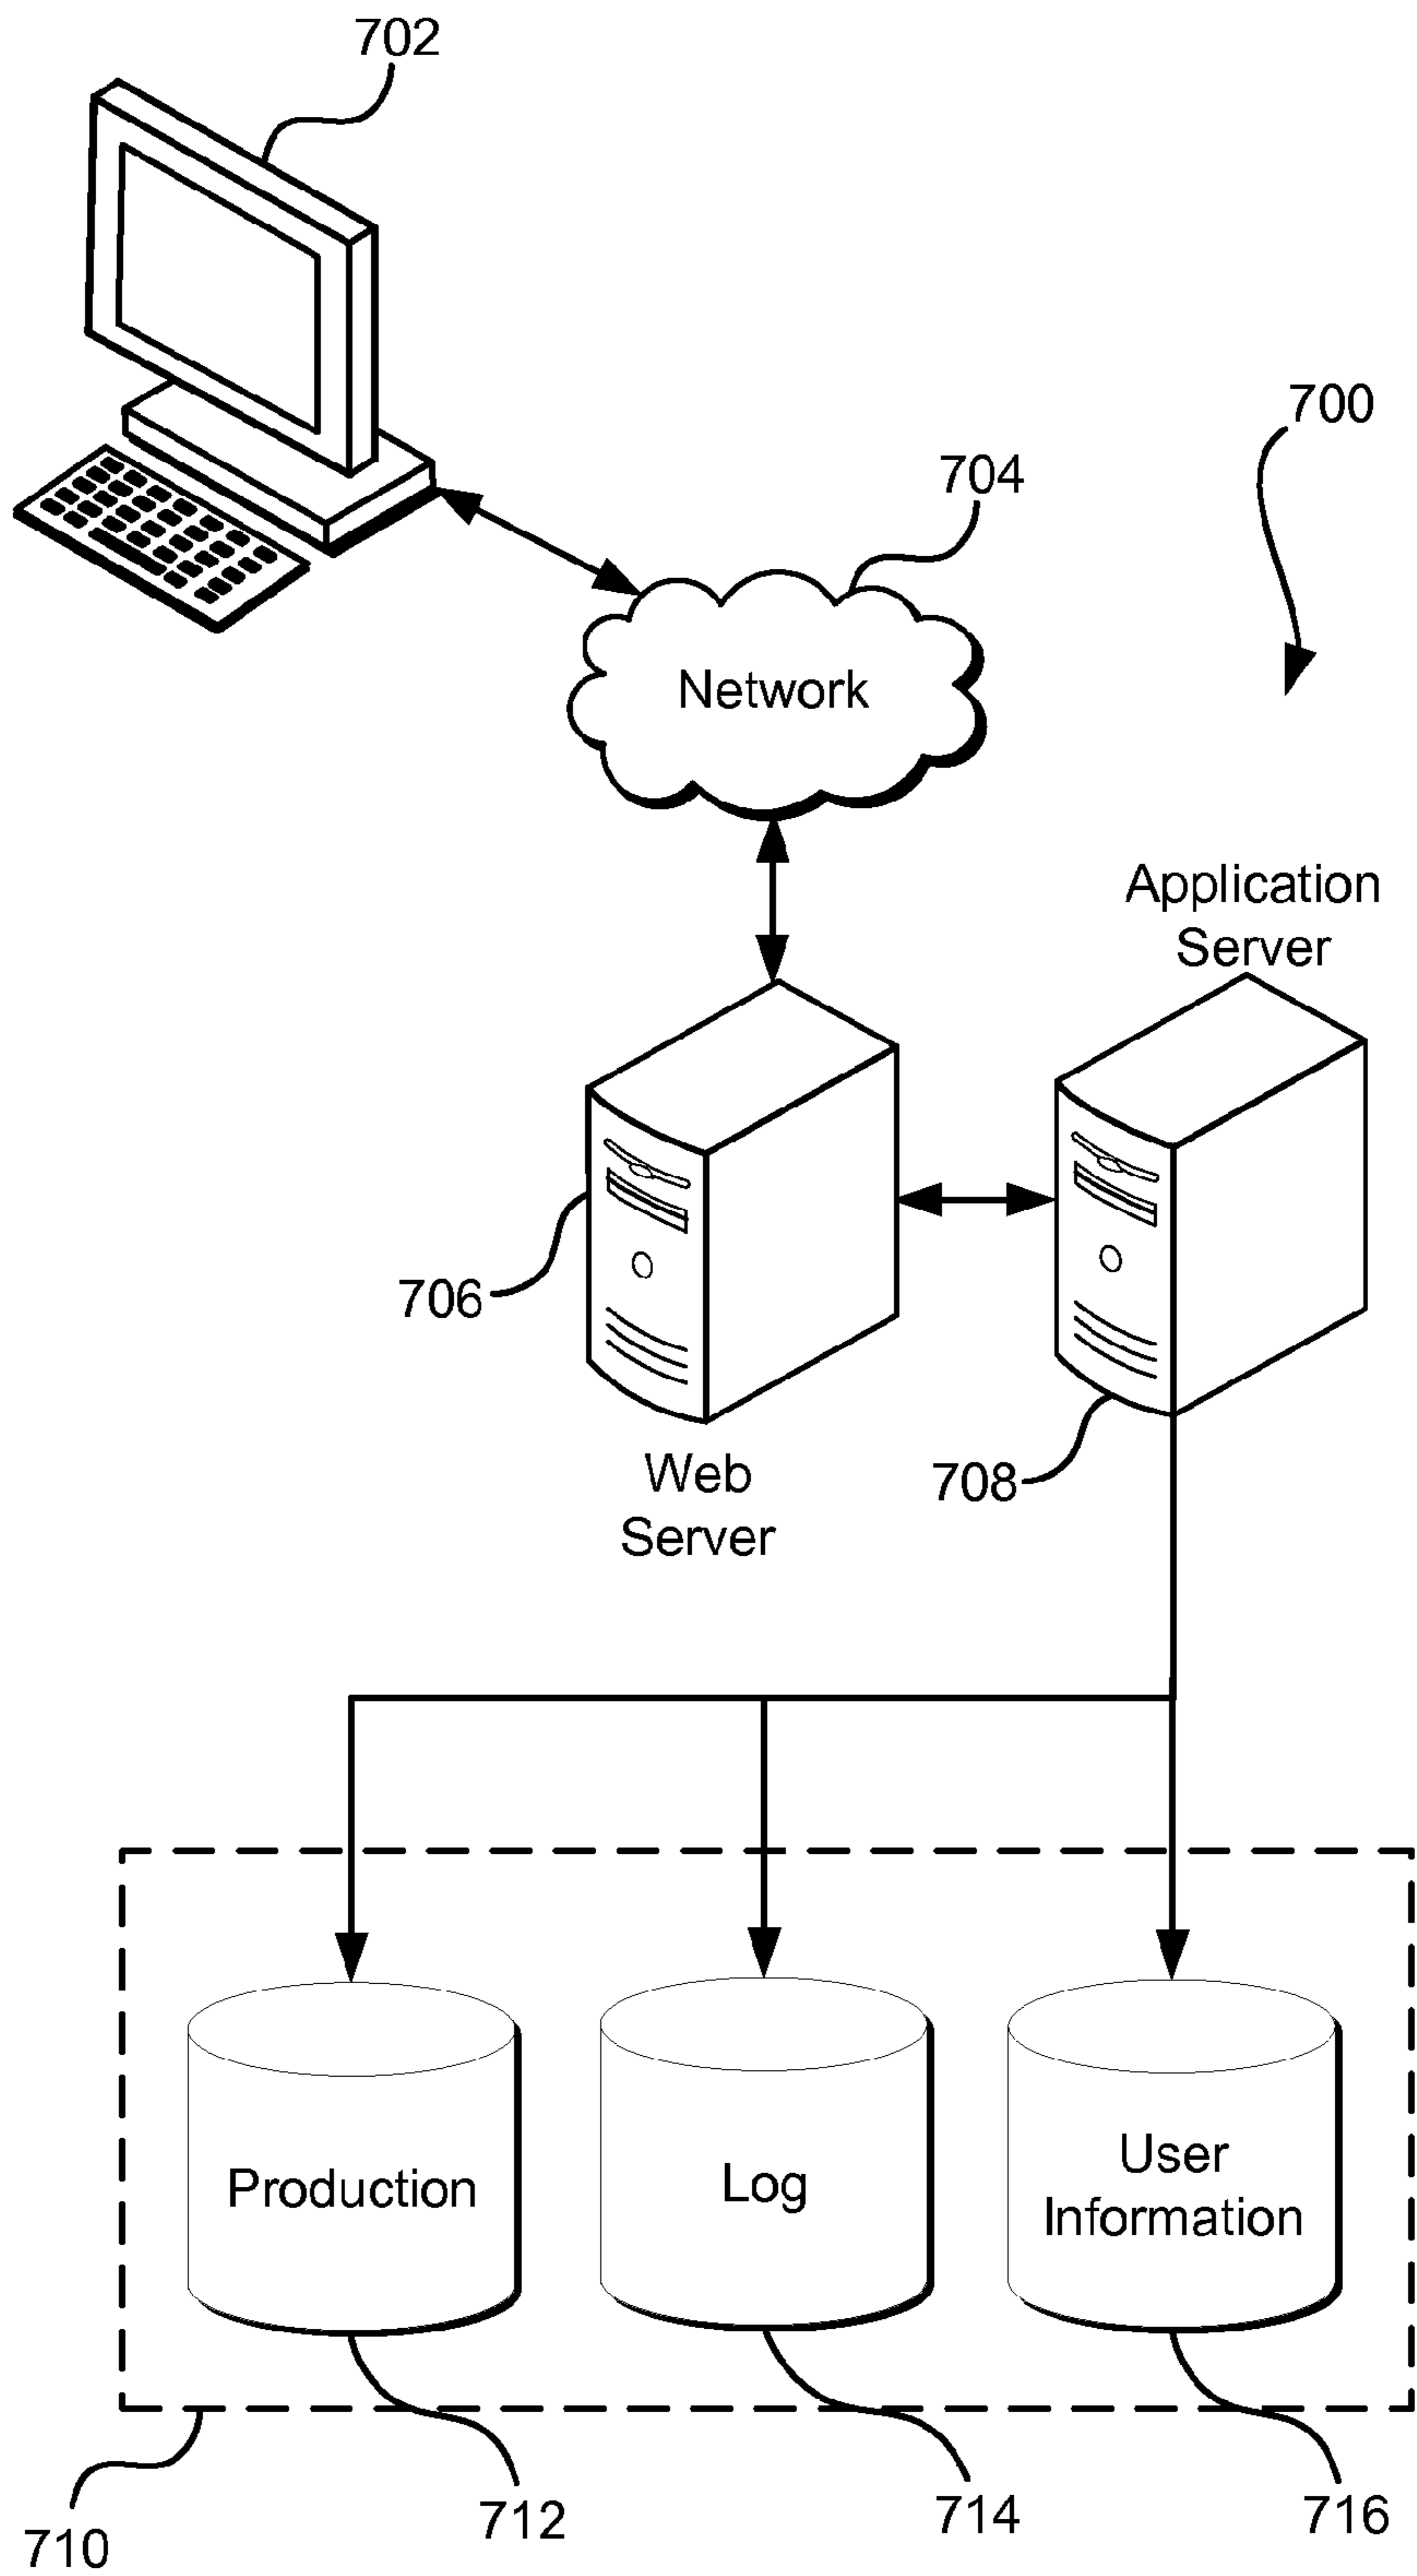 702
700
704
Network
Application
Server
706
708
Web
Server
Production
Log
User
Information
710
712
714
716